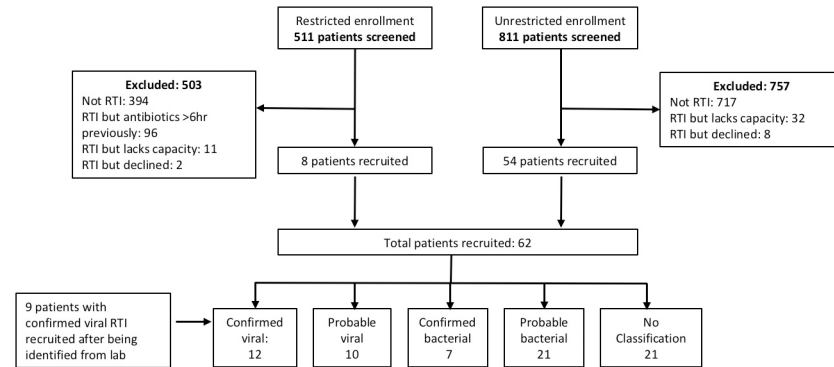 Restricted enrollment
511 patients screened
Unrestricted enrollment
811 patients screened
Excluded: 503
Not RTI: 394
RTI but antibiotics >6hr
previously: 96
RTI but lacks capacity: 11
RTI but declined: 2
Excluded: 757
Not RTI: 717
RTI but lacks capacity: 32
RTI but declined: 8
8 patients recruited
54 patients recruited
Total patients recruited: 62
9 patients with
confirmed viral RTI
recruited after being
identified from lab
Confirmed
viral:
12
Probable
viral
10
Confirmed
bacterial
7
Probable
bacterial
21
No
Classification
21